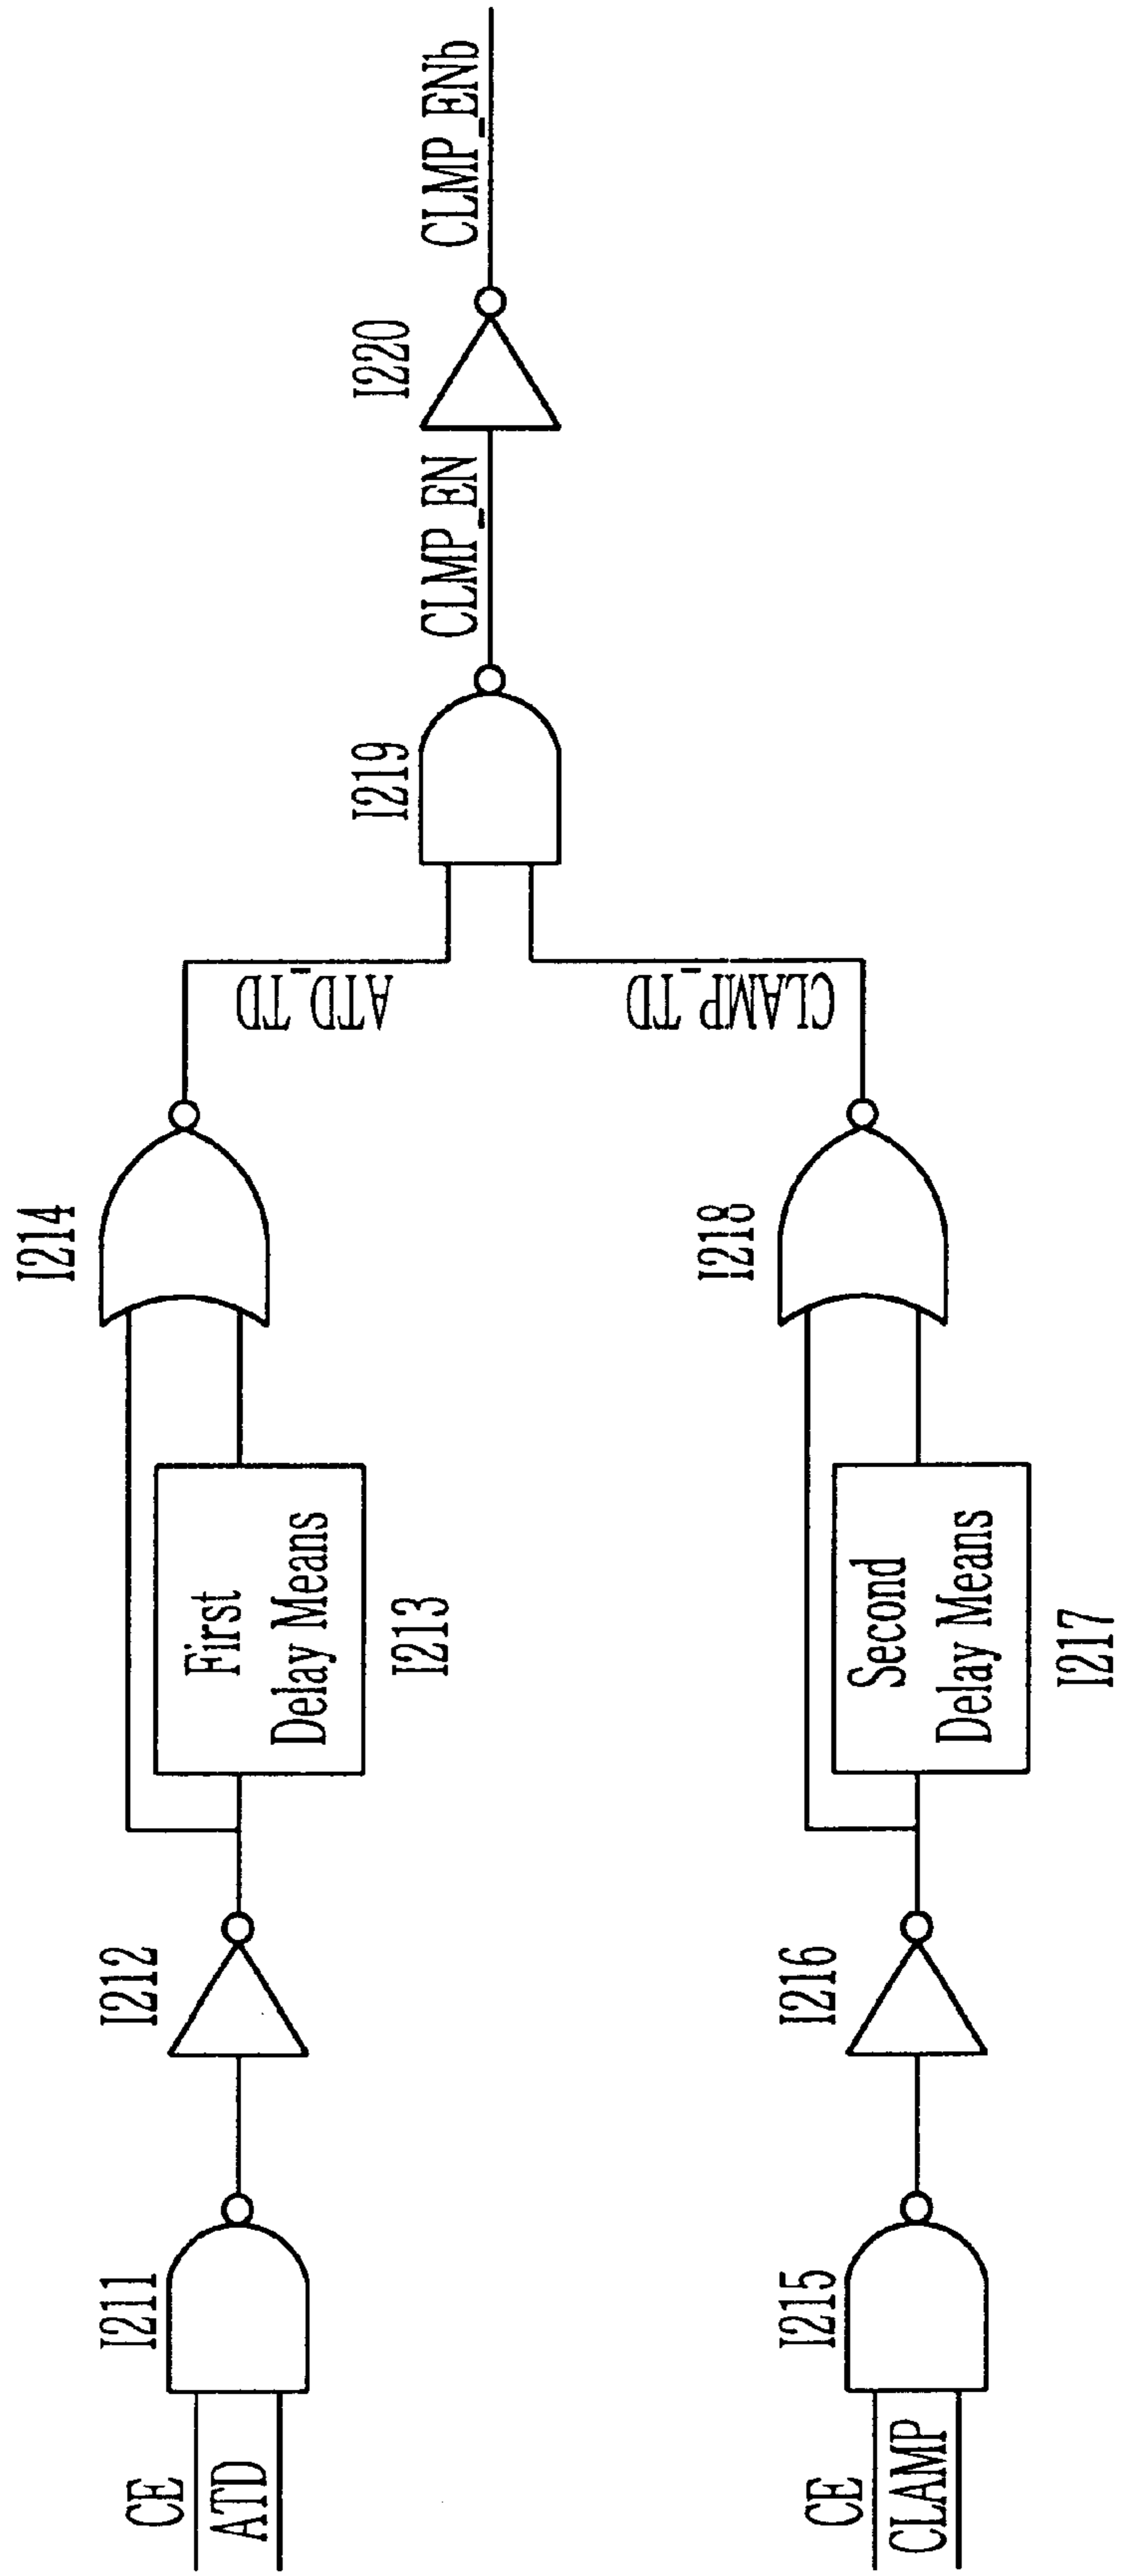 CE
ATD
I211
I212
First
Delay Means
I213
I214
ATD_TD
CE
CLAMP
I215
I216
Second
Delay Means
I217
I218
CLAMP_TD
I219
CLMP_EN
I220
CLMP_ENb